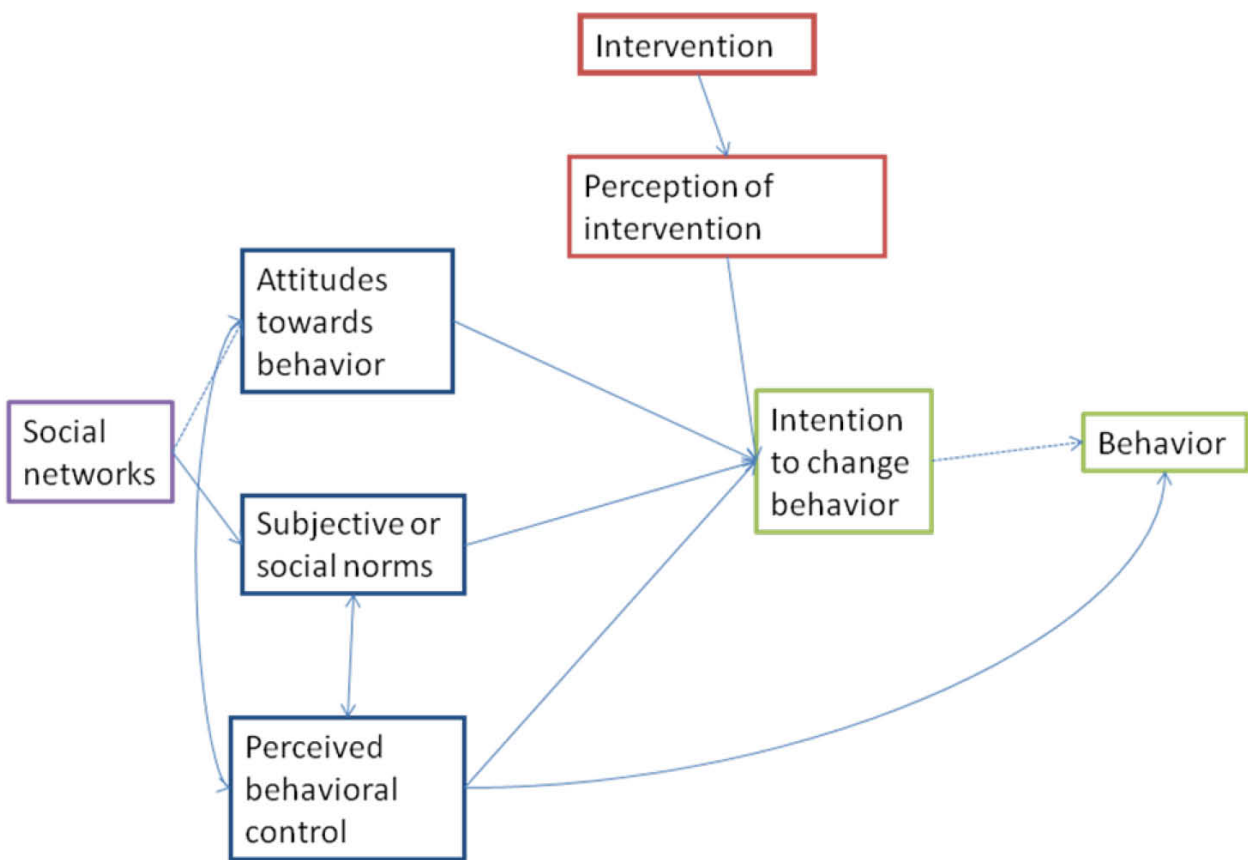 Intervention
Perception of
intervention
Attitudes
towards
behavior
Social
networks
Subjective or
social norms
Perceived
behavioral
control
Intention
to change
behavior
Behavior